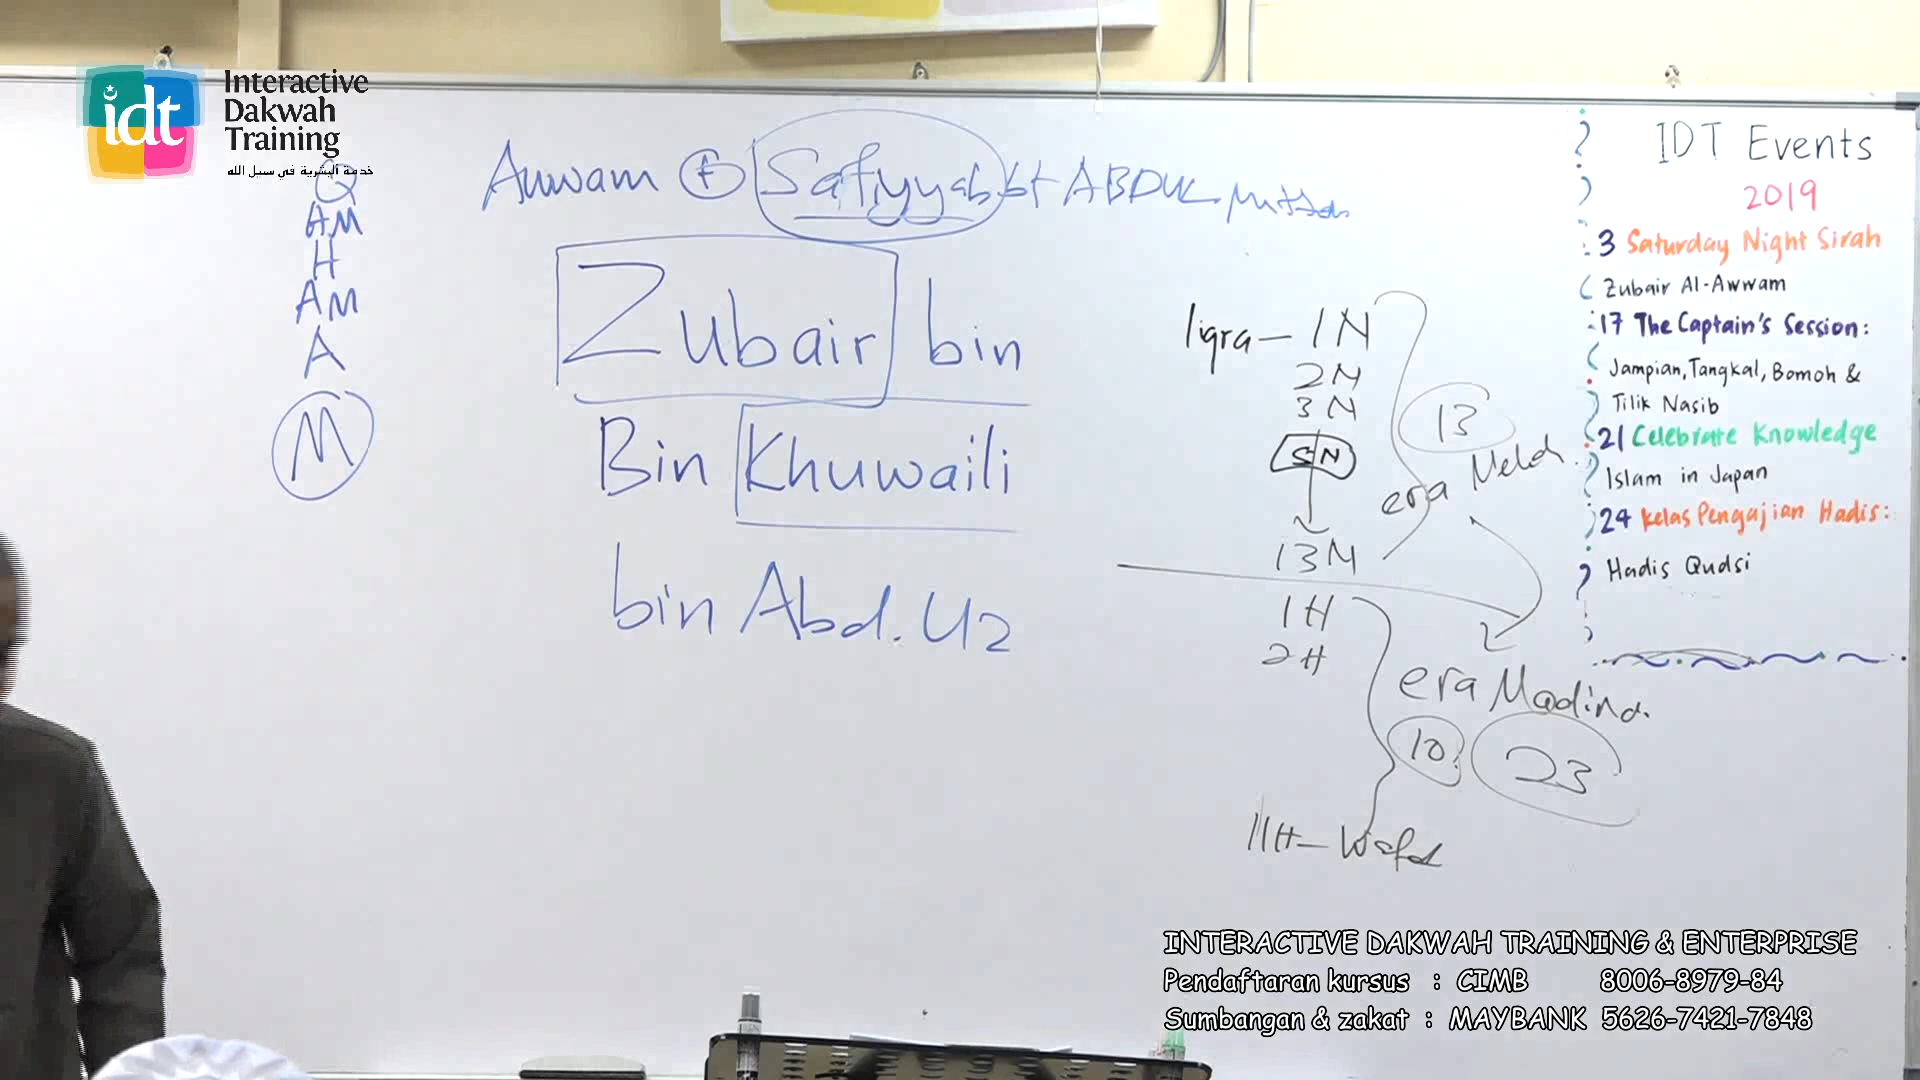 idt
Interactive
Dakwah
Training
خدمة البشرية في سبيل الله
Q
AM
H
AM
A
M
Awwam + Safiyyah bt ABDUL
Zubair bin
Bin Khuwaili
bin Abd. Uz
Iqra – 1N
2N
3N
5N
13N
13
era
1H
2H
era Madina.
10
23
11H – Wafa
IDT Events
2019
3 Saturday Night Sirah
Zubair Al-Awwam
17 The Captain's Session:
Jampian, Tangkal, Bomoh &
Tilik Nasib
21 Celebrate Knowledge
Islam in Japan
24 Kelas Pengajian Hadis:
Hadis Qudsi
INTERACTIVE DAKWAH TRAINING & ENTERPRISE
Pendaftaran kursus : CIMB 8006-8979-84
Sumbangan & zakat : MAYBANK 5626-7421-7848